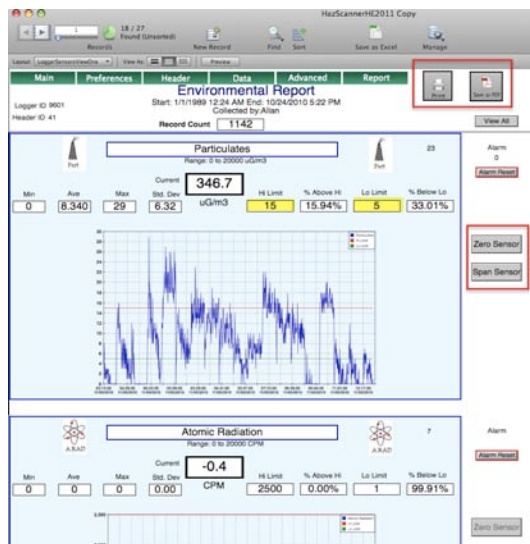 HazScannerHE2011 Copy
1
18 / 27
Found (Unsorted)
Records
New Record
Find
Sort
Save as Excel
Manage
Layout: LoggerSensorsViewOne
View As:
Preview
Main
Preferences
Header
Data
Advanced
Report
Environmental Report
Logger ID 9601
Start: 1/1/1989 12:24 AM End: 10/24/2010 5:22 PM
Header ID 41
Collected by:Allan
Record Count 1142
Print
Save to PDF
View All
Particulates
Range: 0 to 20000 uG/m3
Part
Part
23
Alarm
0
Alarm Reset
Current
346.7
uG/m3
Min
Ave
Max
Std. Dev
Hi Limit
% Above Hi
Lo Limit
% Below Lo
0
8.340
29
6.32
15
15.94%
5
33.01%
Zero Sensor
Span Sensor
Atomic Radiation
Range: 0 to 20000 CPM
A.RAD
A.RAD
7
Alarm
Alarm Reset
Current
-0.4
CPM
Min
Ave
Max
Std. Dev
Hi Limit
% Above Hi
Lo Limit
% Below Lo
0
0
0
0.00
2500
0.00%
1
99.91%
Zero Sensor